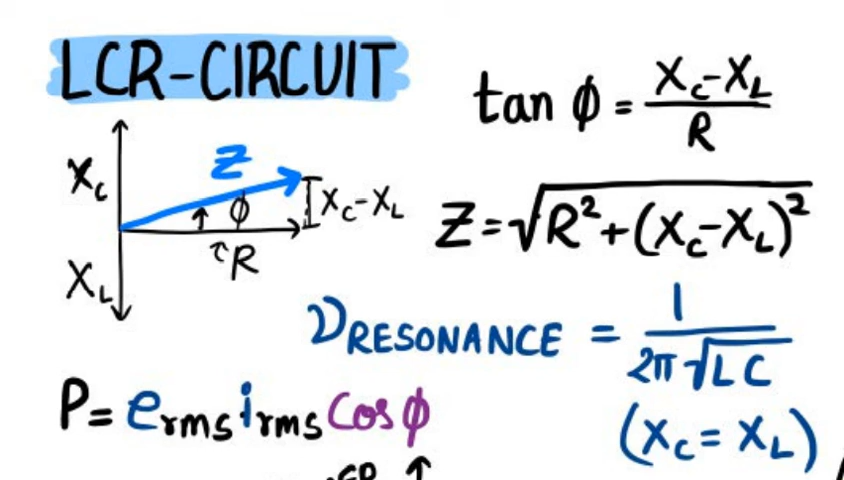 LCR-CIRCUIT
tan ϕ = X_C-X_L / R
X_C
Z
ϕ
X_C-X_L
R
X_L
Z=√R²+(X_C-X_L)²
ν_RESONANCE = 1 / 2π√LC
(X_C = X_L)
P= e_rms i_rms cos ϕ